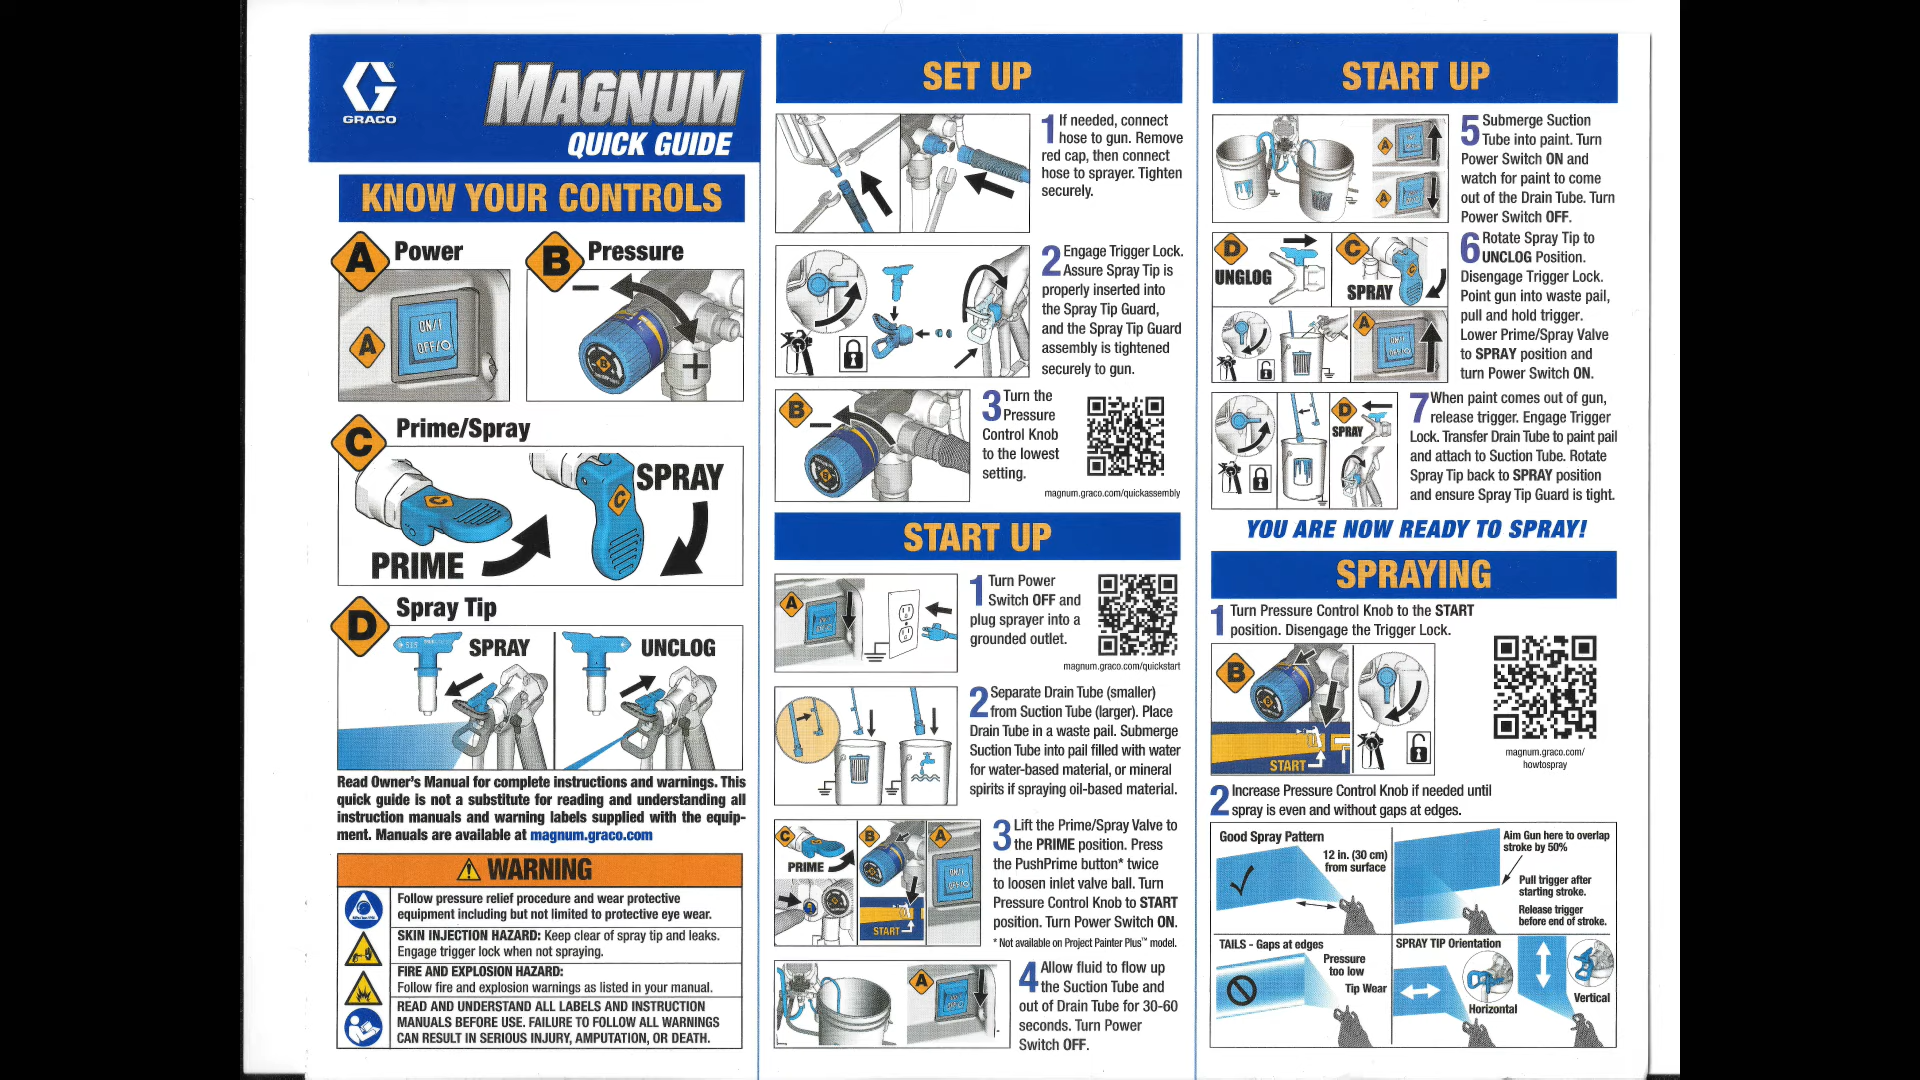 GRACO
MAGNUM
QUICK GUIDE
KNOW YOUR CONTROLS
A Power
A
ON/I
OFF/O
B Pressure
−
+
B
C Prime/Spray
C
PRIME
C
SPRAY
D Spray Tip
515
SPRAY
UNCLOG
Read Owner's Manual for complete instructions and warnings. This
quick guide is not a substitute for reading and understanding all
instruction manuals and warning labels supplied with the equip-
ment. Manuals are available at magnum.graco.com
WARNING
Follow pressure relief procedure and wear protective
equipment including but not limited to protective eye wear.
SKIN INJECTION HAZARD: Keep clear of spray tip and leaks.
Engage trigger lock when not spraying.
FIRE AND EXPLOSION HAZARD:
Follow fire and explosion warnings as listed in your manual.
READ AND UNDERSTAND ALL LABELS AND INSTRUCTION
MANUALS BEFORE USE. FAILURE TO FOLLOW ALL WARNINGS
CAN RESULT IN SERIOUS INJURY, AMPUTATION, OR DEATH.
SET UP
1 If needed, connect
hose to gun. Remove
red cap, then connect
hose to sprayer. Tighten
securely.
2 Engage Trigger Lock.
Assure Spray Tip is
properly inserted into
the Spray Tip Guard,
and the Spray Tip Guard
assembly is tightened
securely to gun.
B
−
B
3 Turn the
Pressure
Control Knob
to the lowest
setting.
magnum.graco.com/quickassembly
START UP
A
1 Turn Power
Switch OFF and
plug sprayer into a
grounded outlet.
magnum.graco.com/quickstart
2 Separate Drain Tube (smaller)
from Suction Tube (larger). Place
Drain Tube in a waste pail. Submerge
Suction Tube into pail filled with water
for water-based material, or mineral
spirits if spraying oil-based material.
C
PRIME
B
START
A
3 Lift the Prime/Spray Valve to
the PRIME position. Press
the PushPrime button* twice
to loosen inlet valve ball. Turn
Pressure Control Knob to START
position. Turn Power Switch ON.
* Not available on Project Painter Plus™ model.
A
4 Allow fluid to flow up
the Suction Tube and
out of Drain Tube for 30-60
seconds. Turn Power
Switch OFF.
START UP
A
A
5 Submerge Suction
Tube into paint. Turn
Power Switch ON and
watch for paint to come
out of the Drain Tube. Turn
Power Switch OFF.
D
UNGLOG
C
C
SPRAY
A
6 Rotate Spray Tip to
UNCLOG Position.
Disengage Trigger Lock.
Point gun into waste pail,
pull and hold trigger.
Lower Prime/Spray Valve
to SPRAY position and
turn Power Switch ON.
D
SPRAY
7 When paint comes out of gun,
release trigger. Engage Trigger
Lock. Transfer Drain Tube to paint pail
and attach to Suction Tube. Rotate
Spray Tip back to SPRAY position
and ensure Spray Tip Guard is tight.
YOU ARE NOW READY TO SPRAY!
SPRAYING
1 Turn Pressure Control Knob to the START
position. Disengage the Trigger Lock.
B
START
magnum.graco.com/
howtospray
2 Increase Pressure Control Knob if needed until
spray is even and without gaps at edges.
Good Spray Pattern
12 in. (30 cm)
from surface
Aim Gun here to overlap
stroke by 50%
Pull trigger after
starting stroke.
Release trigger
before end of stroke.
TAILS - Gaps at edges
Pressure
too low
Tip Wear
SPRAY TIP Orientation
Horizontal
Vertical